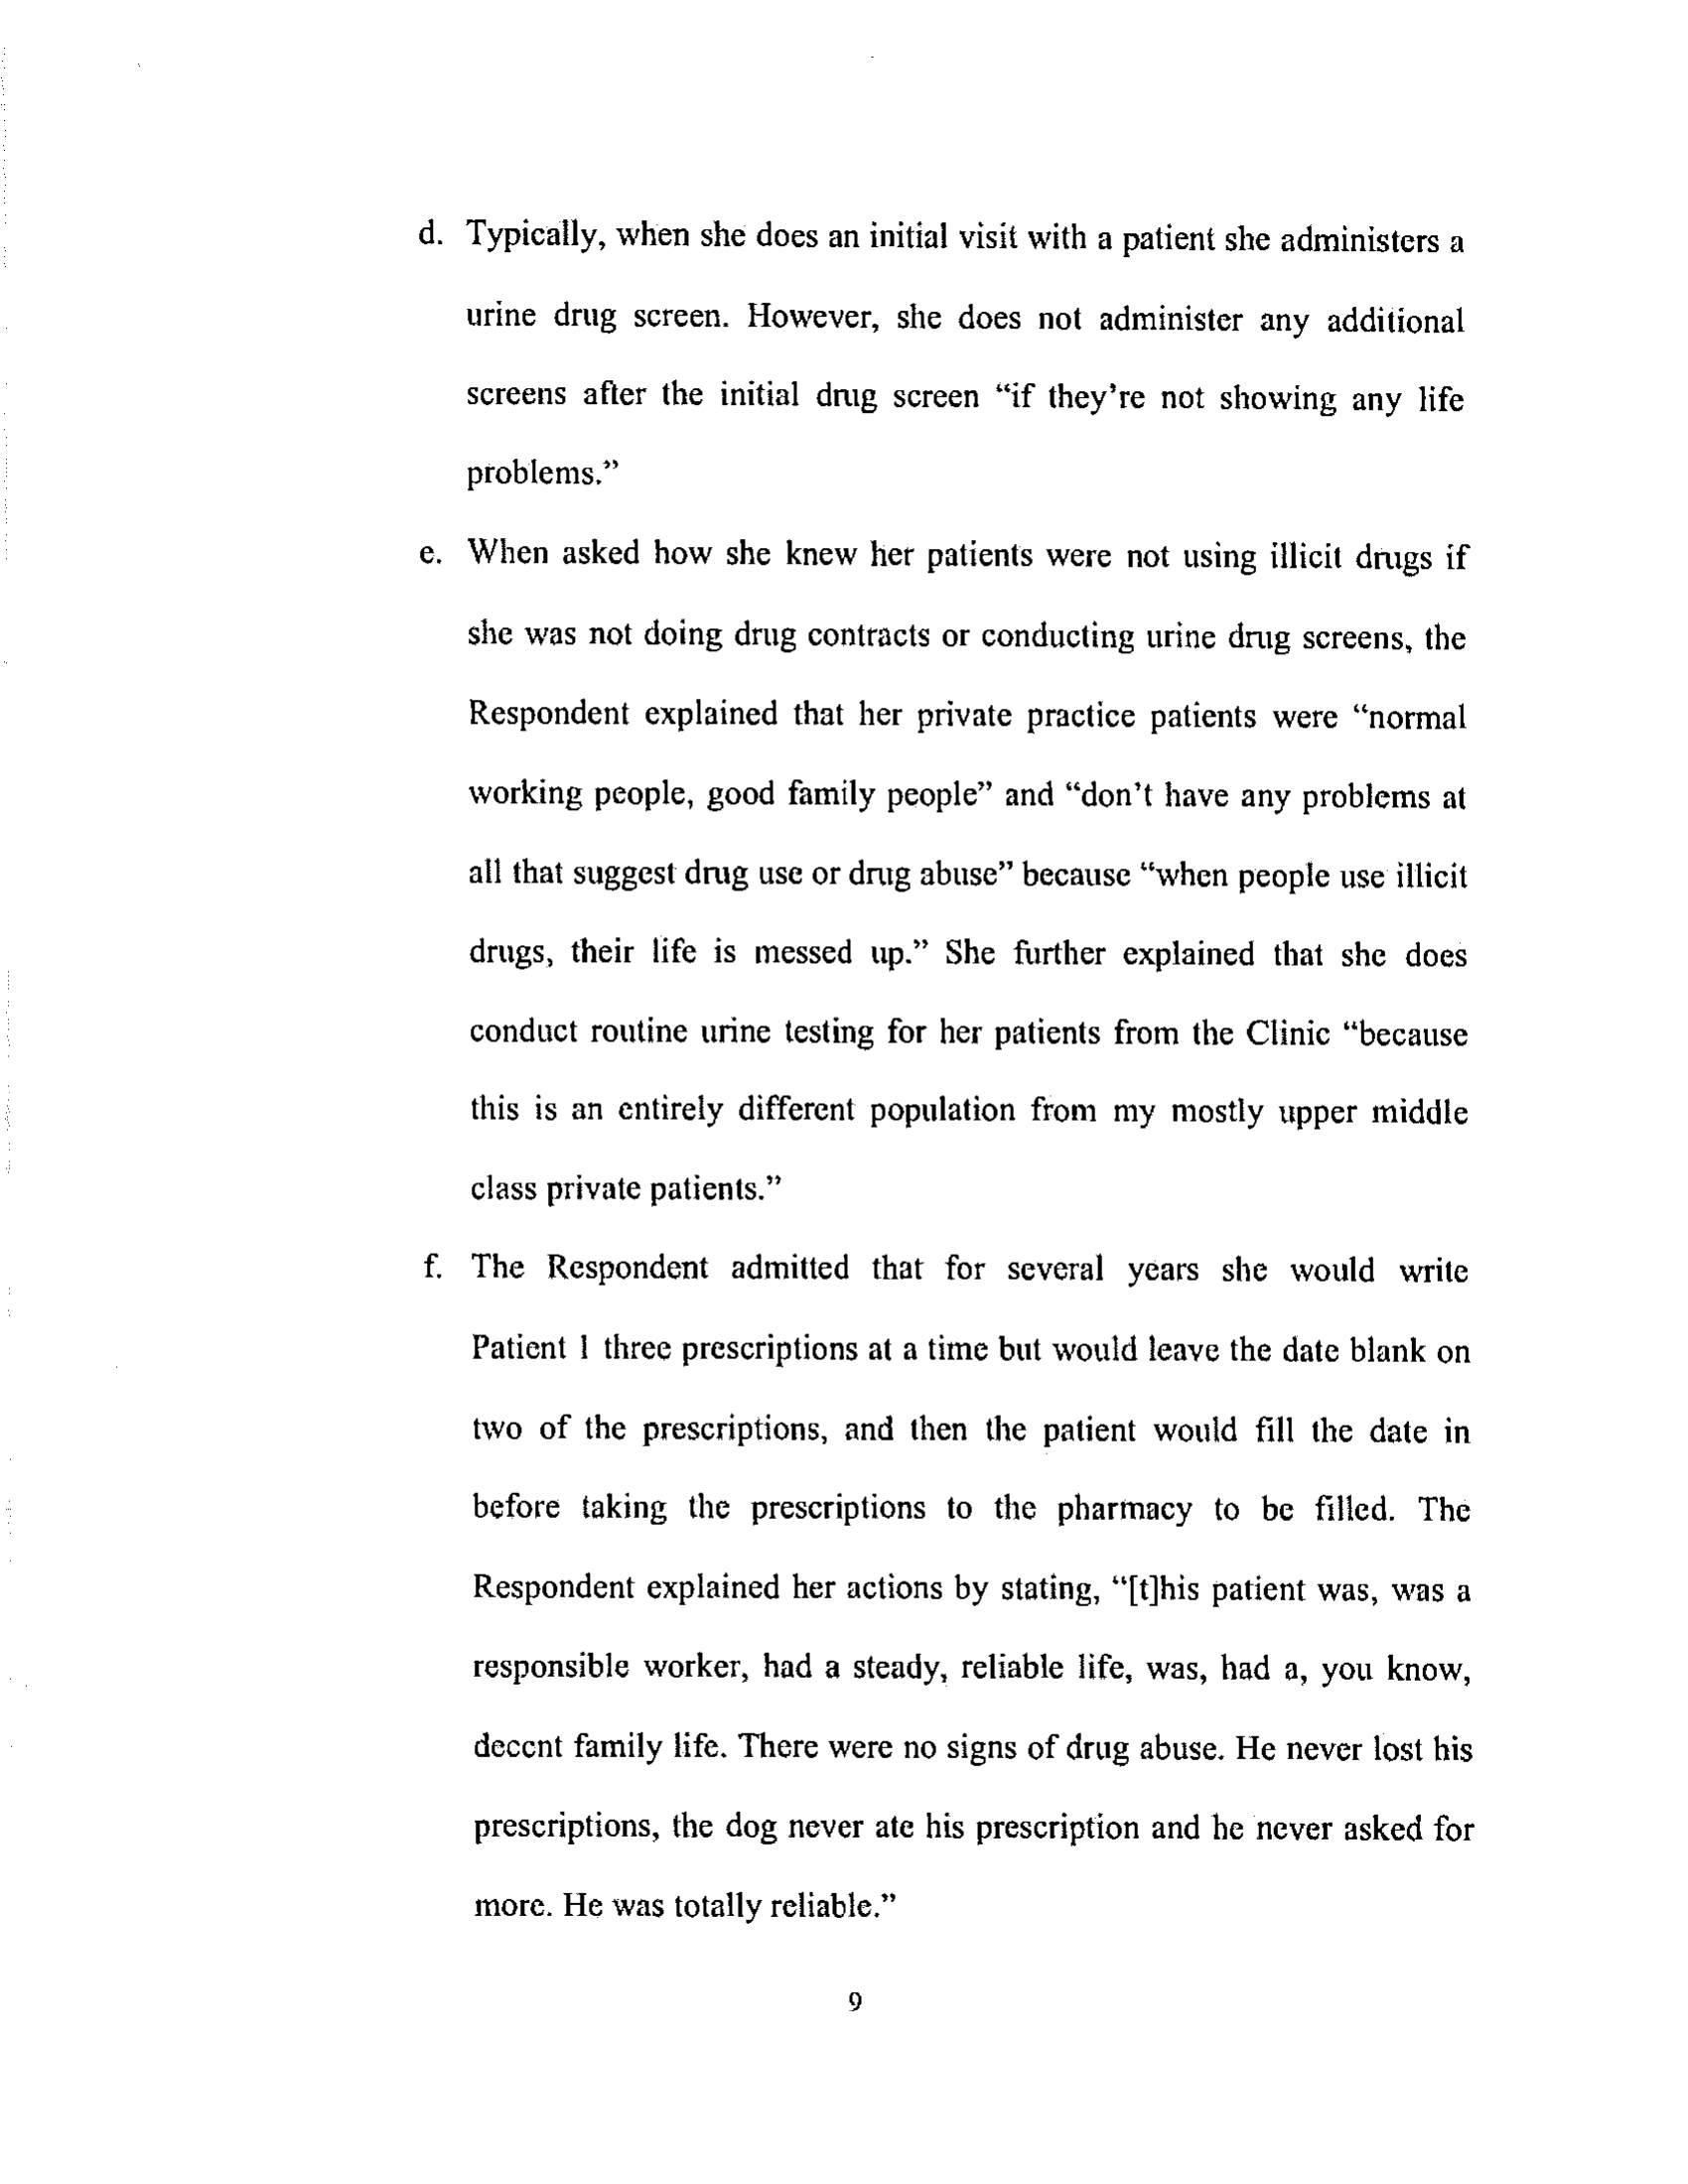 d. Typically, when she does an initial visit with a patient she administers a
urine drug screen. However, she does not administer any additional
screens after the initial drug screen “if they’re not showing any life
problems.”
e. When asked how she knew her patients were not using illicit drugs if
she was not doing drug contracts or conducting urine drug screens, the
Respondent explained that her private practice patients were “normal
working people, good family people” and “don’t have any problems at
all that suggest drug use or drug abuse” because “when people use illicit
drugs, their life is messed up.” She further explained that she does
conduct routine urine testing for her patients from the Clinic “because
this is an entirely different population from my mostly upper middle
class private patients.”
f. The Respondent admitted that for several years she would write
Patient 1 three prescriptions at a time but would leave the date blank on
two of the prescriptions, and then the patient would fill the date in
before taking the prescriptions to the pharmacy to be filled. The
Respondent explained her actions by stating, “[t]his patient was, was a
responsible worker, had a steady, reliable life, was, had a, you know,
decent family life. There were no signs of drug abuse. He never lost his
prescriptions, the dog never ate his prescription and he never asked for
more. He was totally reliable.”
9